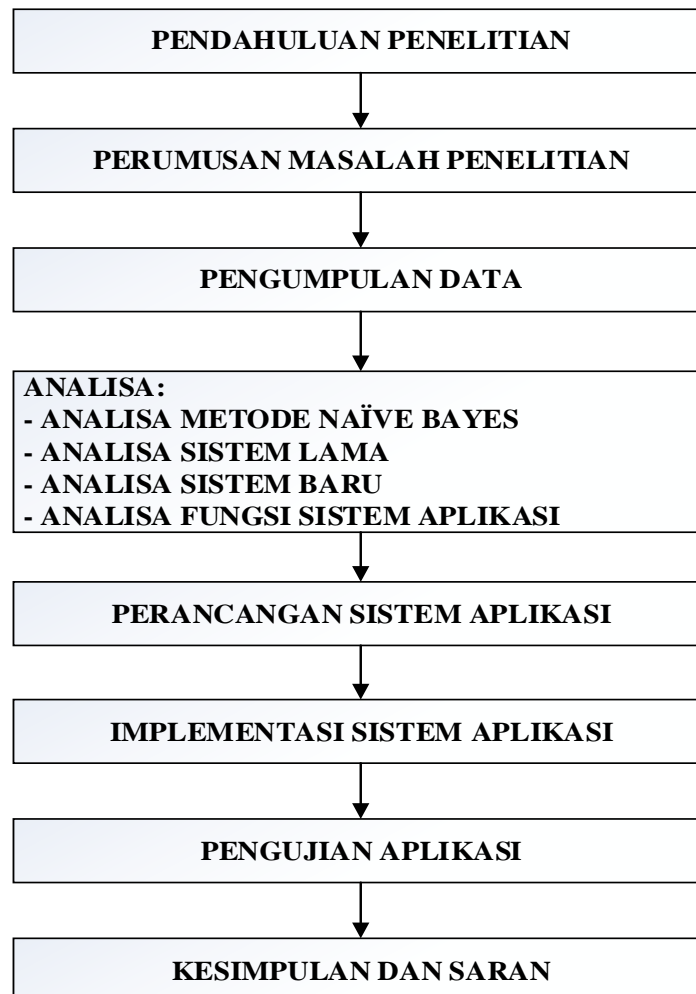 PENDAHULUAN PENELITIAN
PERUMUSAN MASALAH PENELITIAN
PENGUMPULAN DATA
ANALISA:
- ANALISA METODE NAÏVE BAYES
- ANALISA SISTEM LAMA
- ANALISA SISTEM BARU
- ANALISA FUNGSI SISTEM APLIKASI
PERANCANGAN SISTEM APLIKASI
IMPLEMENTASI SISTEM APLIKASI
PENGUJIAN APLIKASI
KESIMPULAN DAN SARAN